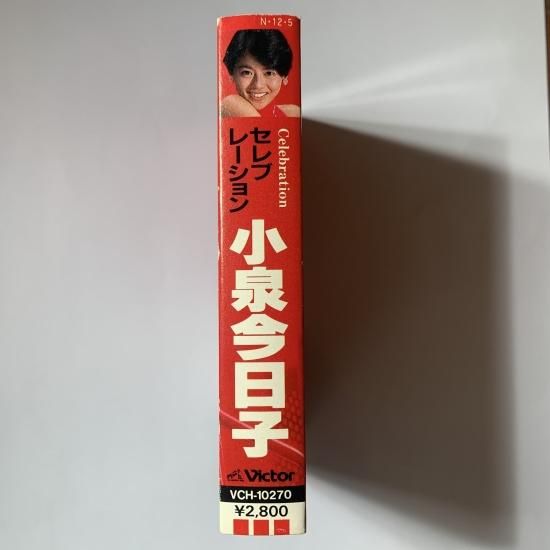 N・12・5
Celebration
セレブ
レーション
小泉今日子
Victor
VCH-10270
¥2,800